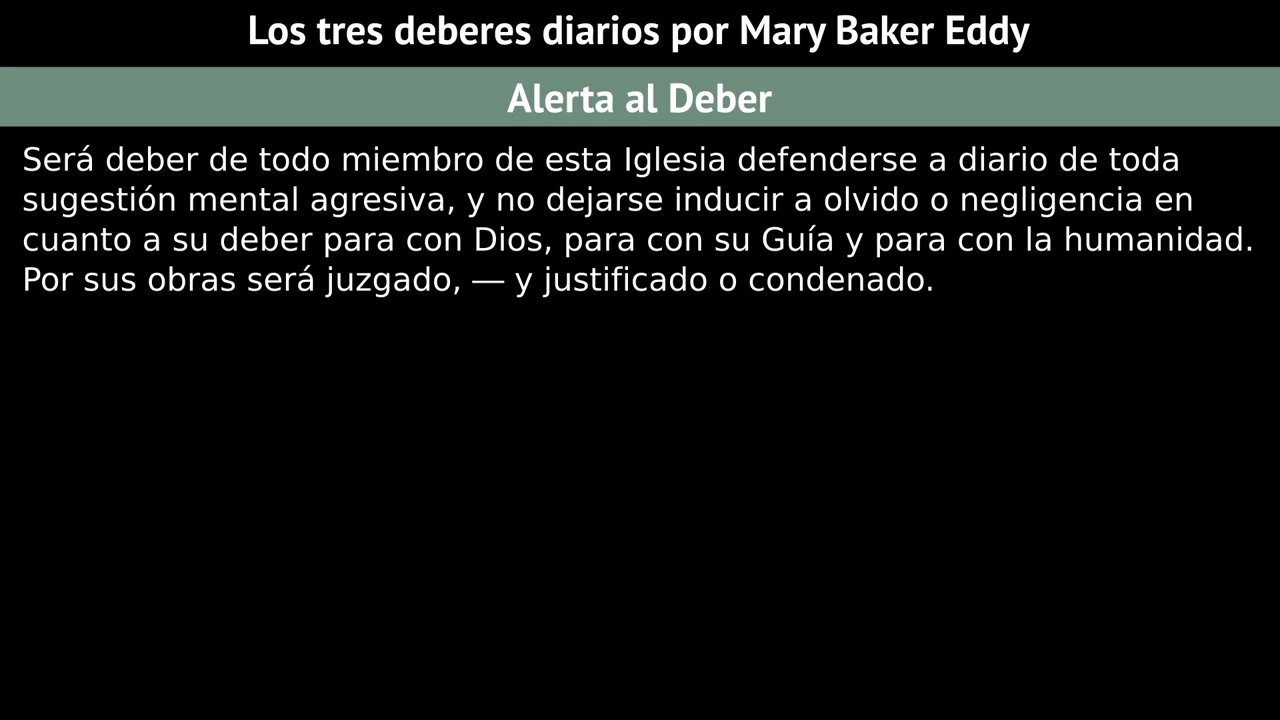 Los tres deberes diarios por Mary Baker Eddy
Alerta al Deber
Será deber de todo miembro de esta Iglesia defenderse a diario de toda
sugestión mental agresiva, y no dejarse inducir a olvido o negligencia en
cuanto a su deber para con Dios, para con su Guía y para con la humanidad.
Por sus obras será juzgado, — y justificado o condenado.